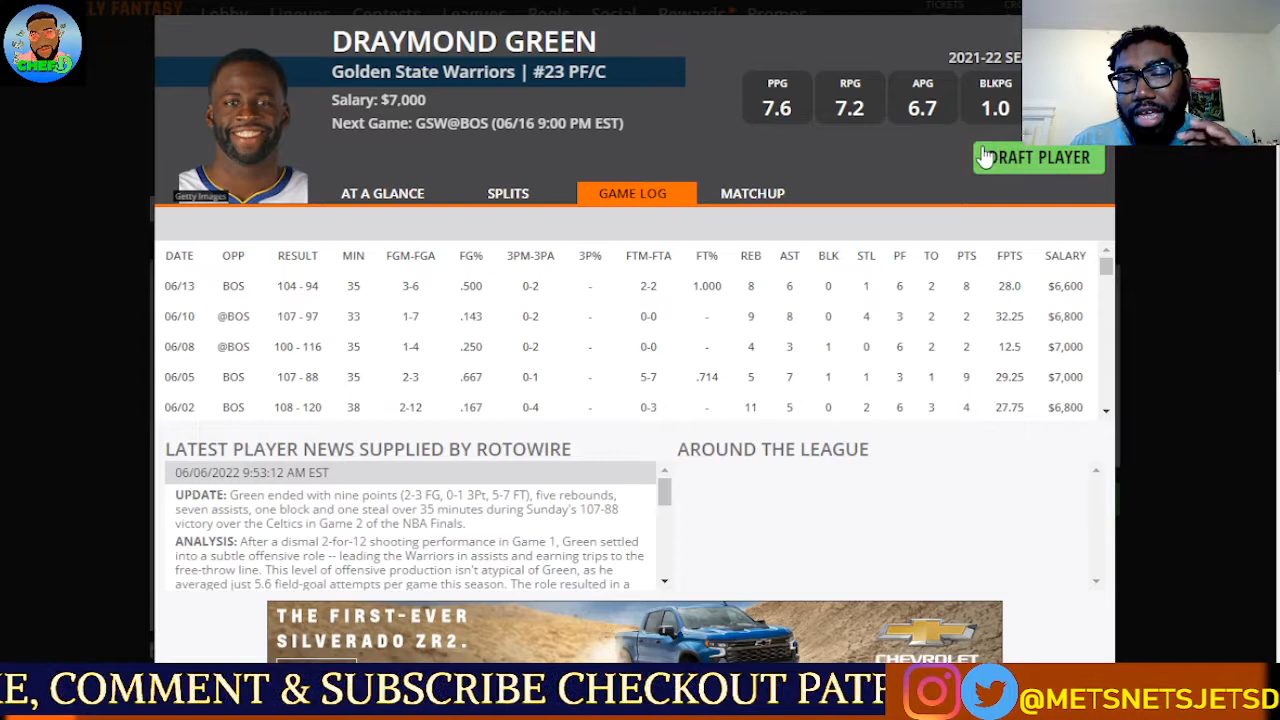 LY FANTASY
CHEF
DRAYMOND GREEN
Golden State Warriors | #23 PF/C
Salary: $7,000
Next Game: GSW@BOS (06/16 9:00 PM EST)
Getty Images
2021-22 SE
PPG RPG APG BLKPG
7.6 7.2 6.7 1.0
DRAFT PLAYER
AT A GLANCE SPLITS GAME LOG MATCHUP
DATE OPP RESULT MIN FGM-FGA FG% 3PM-3PA 3P% FTM-FTA FT% REB AST BLK STL PF TO PTS FPTS SALARY
06/13 BOS 104 - 94 35 3-6 .500 0-2 - 2-2 1.000 8 6 0 1 6 2 8 28.0 $6,600
06/10 @BOS 107 - 97 33 1-7 .143 0-2 - 0-0 - 9 8 0 4 3 2 2 32.25 $6,800
06/08 @BOS 100 - 116 35 1-4 .250 0-2 - 0-0 - 4 3 1 0 6 2 2 12.5 $7,000
06/05 BOS 107 - 88 35 2-3 .667 0-1 - 5-7 .714 5 7 1 1 3 1 9 29.25 $7,000
06/02 BOS 108 - 120 38 2-12 .167 0-4 - 0-3 - 11 5 0 2 6 3 4 27.75 $6,800
LATEST PLAYER NEWS SUPPLIED BY ROTOWIRE
06/06/2022 9:53:12 AM EST
UPDATE: Green ended with nine points (2-3 FG, 0-1 3Pt, 5-7 FT), five rebounds,
seven assists, one block and one steal over 35 minutes during Sunday's 107-88
victory over the Celtics in Game 2 of the NBA Finals.
ANALYSIS: After a dismal 2-for-12 shooting performance in Game 1, Green settled
into a subtle offensive role -- leading the Warriors in assists and earning trips to the
free-throw line. This level of offensive production isn't atypical of Green, as he
averaged just 5.6 field-goal attempts per game this season. The role resulted in a
AROUND THE LEAGUE
THE FIRST-EVER
SILVERADO ZR2.
CHEVROLET
E, COMMENT & SUBSCRIBE CHECKOUT PAT
@METSNETSJETSD